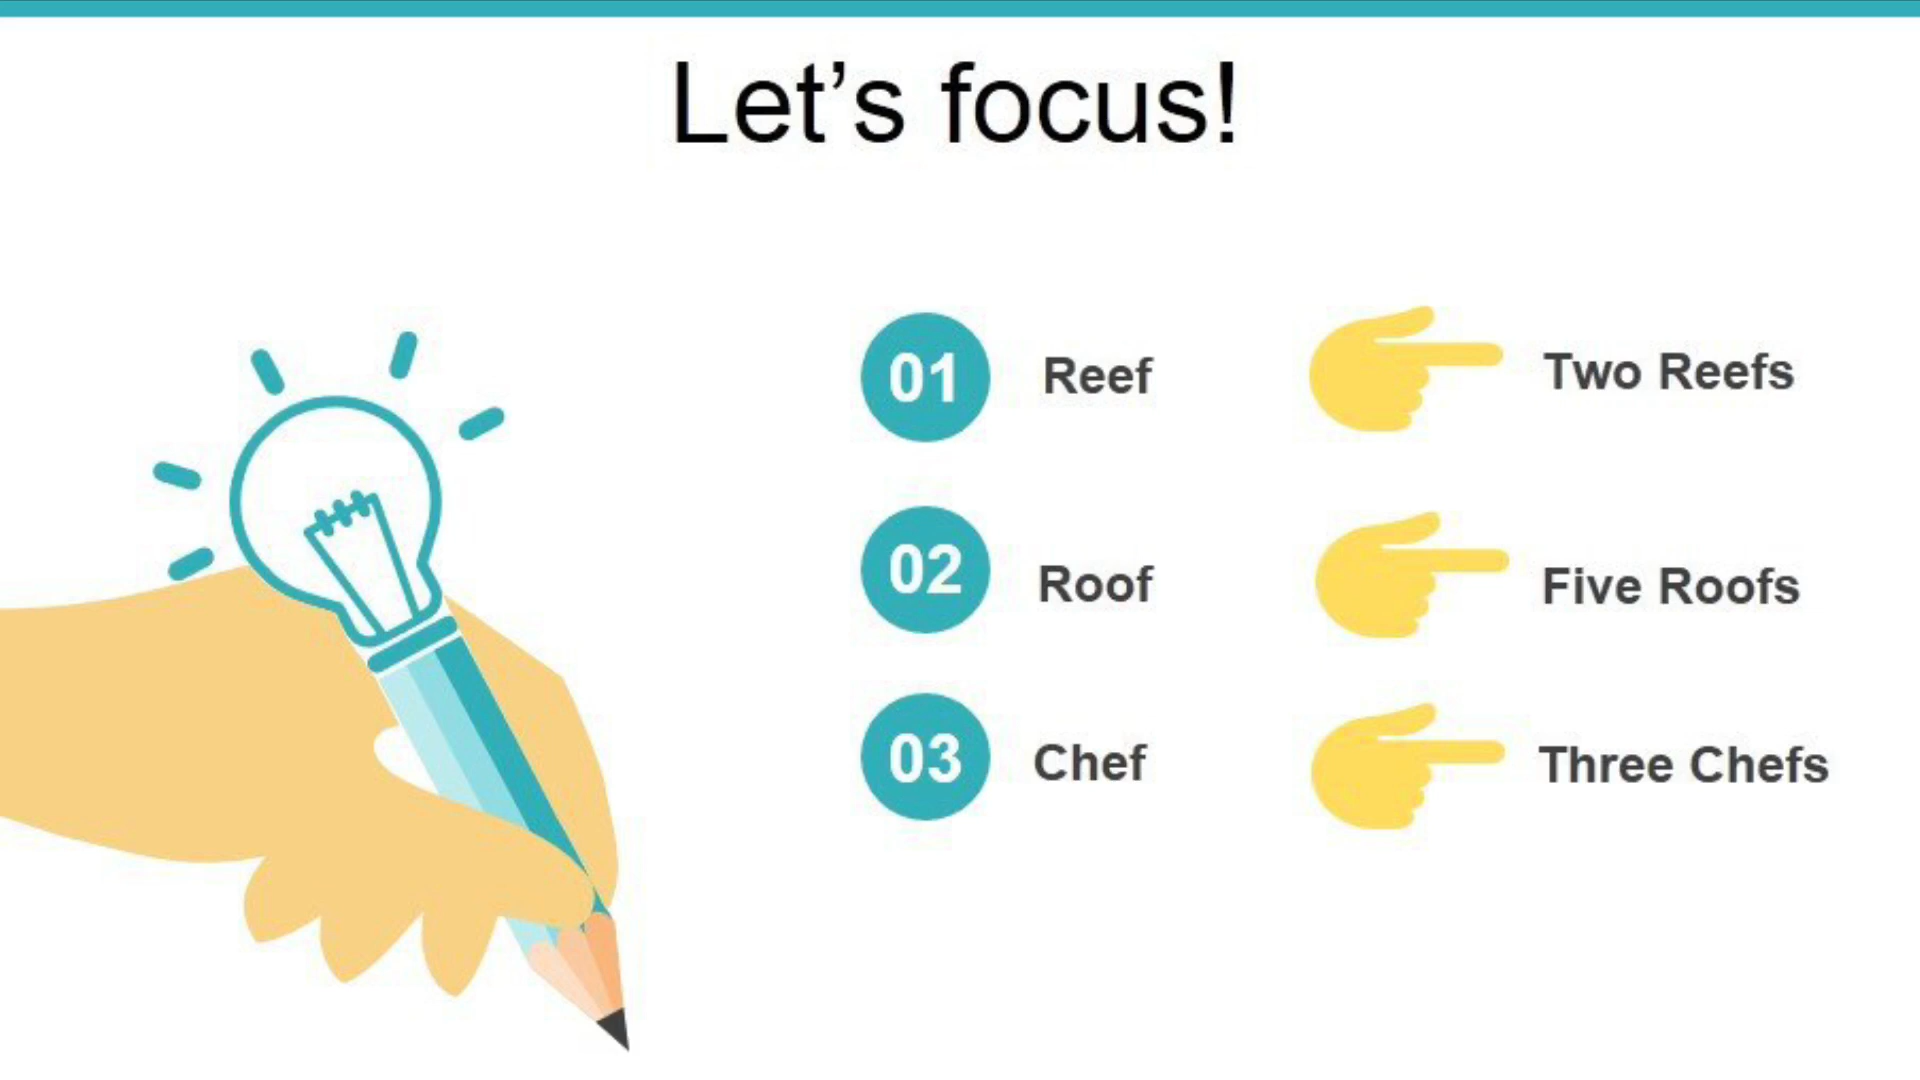 Let’s focus!
01 Reef Two Reefs
02 Roof Five Roofs
03 Chef Three Chefs